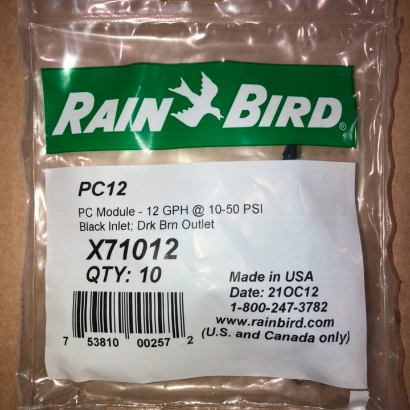 RAIN BIRD®
PC12
PC Module - 12 GPH @ 10-50 PSI
Black Inlet; Drk Brn Outlet
X71012
QTY: 10
Made in USA
Date: 21OC12
1-800-247-3782
www.rainbird.com
(U.S. and Canada only)
7 53810 00257 2